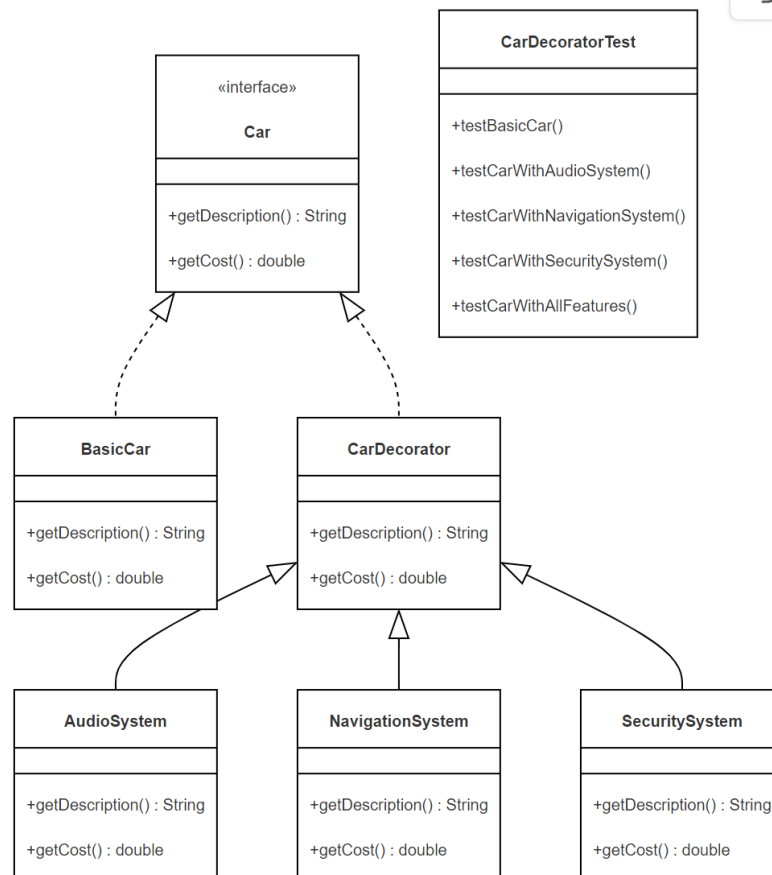 «interface»
Car
+getDescription() : String
+getCost() : double
CarDecoratorTest
+testBasicCar()
+testCarWithAudioSystem()
+testCarWithNavigationSystem()
+testCarWithSecuritySystem()
+testCarWithAllFeatures()
BasicCar
+getDescription() : String
+getCost() : double
CarDecorator
+getDescription() : String
+getCost() : double
AudioSystem
+getDescription() : String
+getCost() : double
NavigationSystem
+getDescription() : String
+getCost() : double
SecuritySystem
+getDescription() : String
+getCost() : double